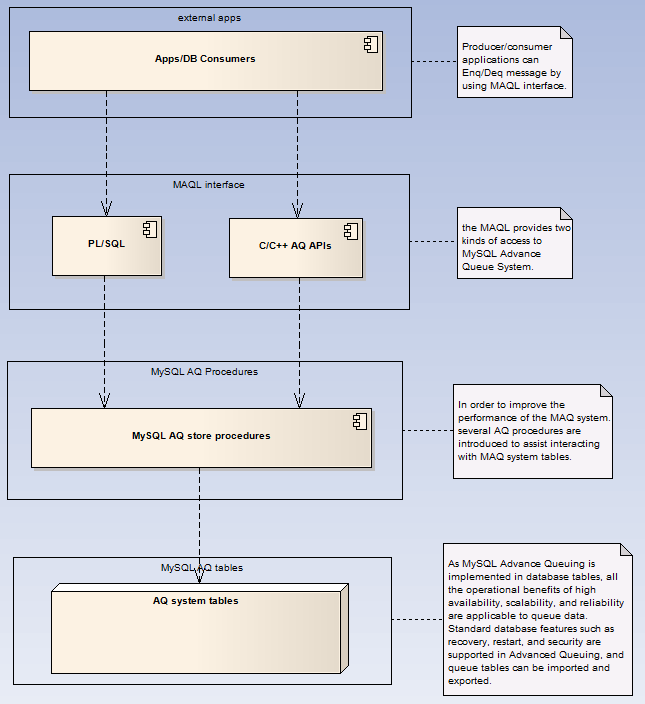 external apps
Apps/DB Consumers
Producer/consumer
applications can
Enq/Deq message by
using MAQL interface.
MAQL interface
PL/SQL
C/C++ AQ APIs
the MAQL provides two
kinds of access to
MySQL Advance
Queue System.
MySQL AQ Procedures
MySQL AQ store procedures
In order to improve the
performance of the MAQ system.
several AQ procedures are
introduced to assist interacting
with MAQ system tables.
MySQL AQ tables
AQ system tables
As MySQL Advance Queuing is
implemented in database tables, all
the operational benefits of high
availability, scalability, and reliability
are applicable to queue data.
Standard database features such as
recovery, restart, and security are
supported in Advanced Queuing, and
queue tables can be imported and
exported.